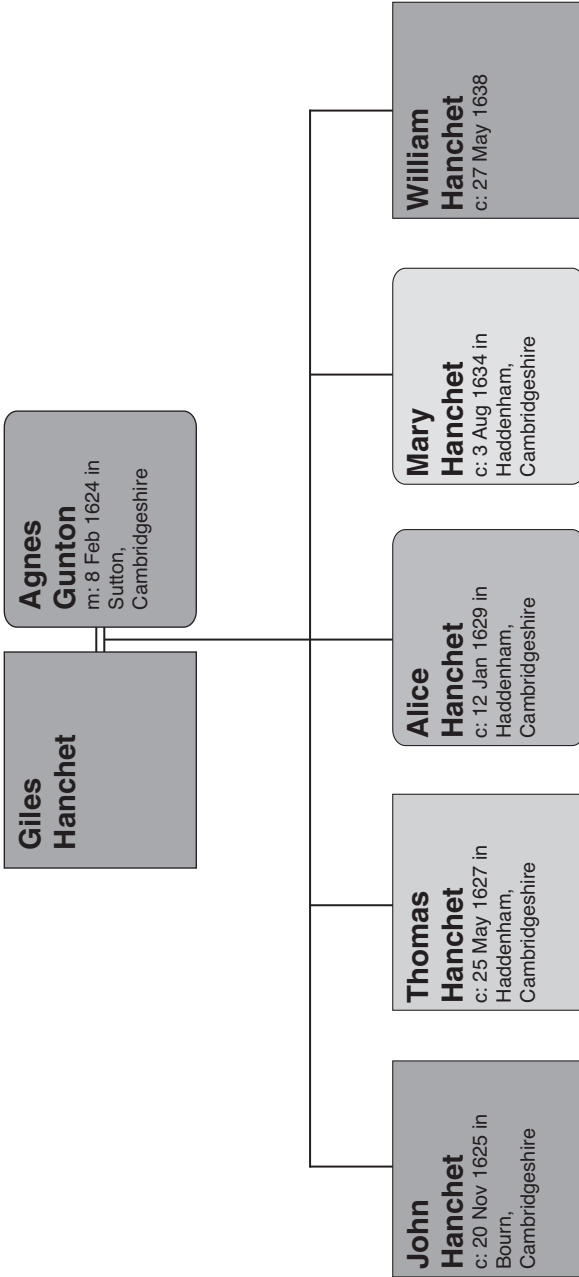 Giles
Hanchet
Agnes
Gunton
m: 8 Feb 1624 in
Sutton,
Cambridgeshire
John
Hanchet
c: 20 Nov 1625 in
Bourn,
Cambridgeshire
Thomas
Hanchet
c: 25 May 1627 in
Haddenham,
Cambridgeshire
Alice
Hanchet
c: 12 Jan 1629 in
Haddenham,
Cambridgeshire
Mary
Hanchet
c: 3 Aug 1634 in
Haddenham,
Cambridgeshire
William
Hanchet
c: 27 May 1638